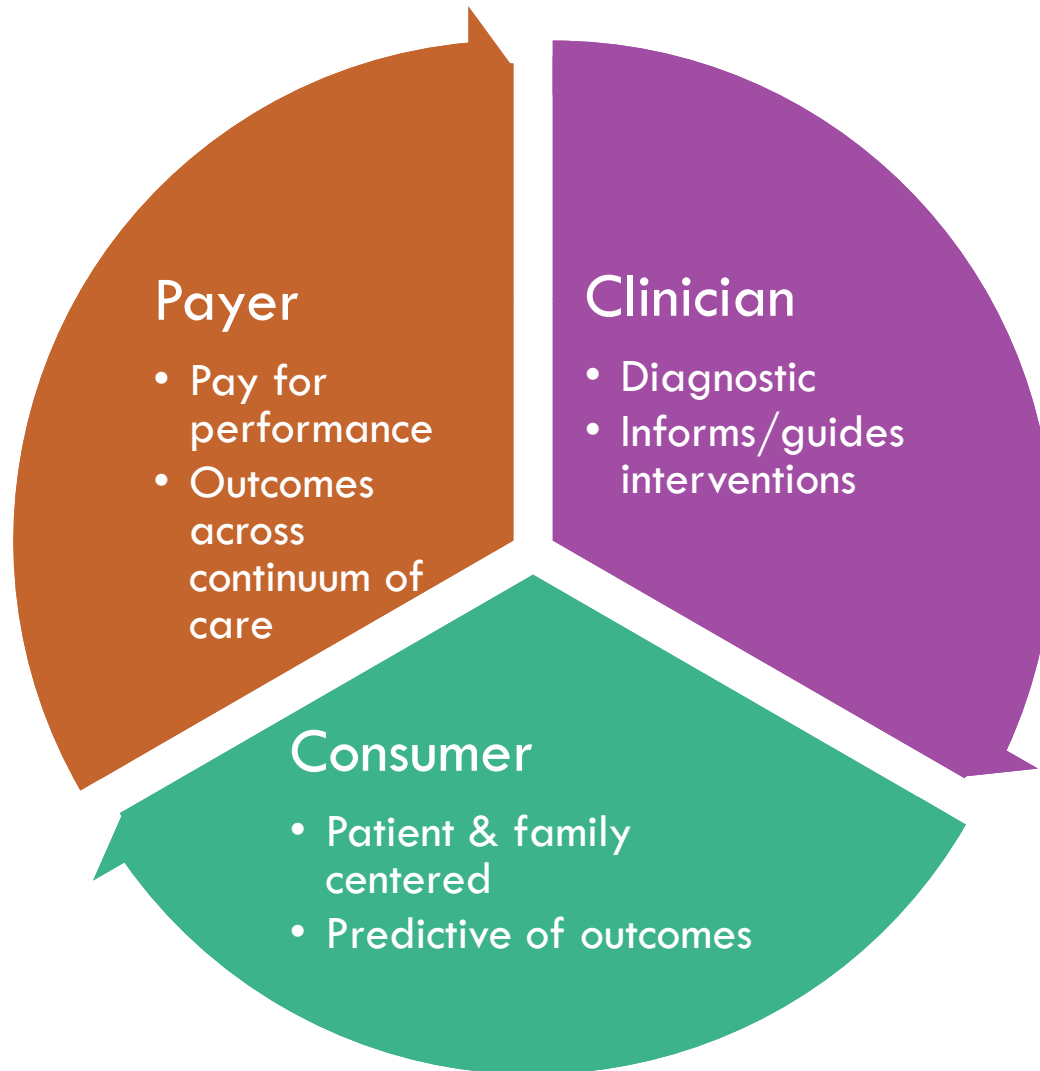 Payer
• Pay for
performance
• Outcomes
across
continuum of
care
Clinician
• Diagnostic
• Informs/guides
interventions
Consumer
• Patient & family
centered
• Predictive of outcomes